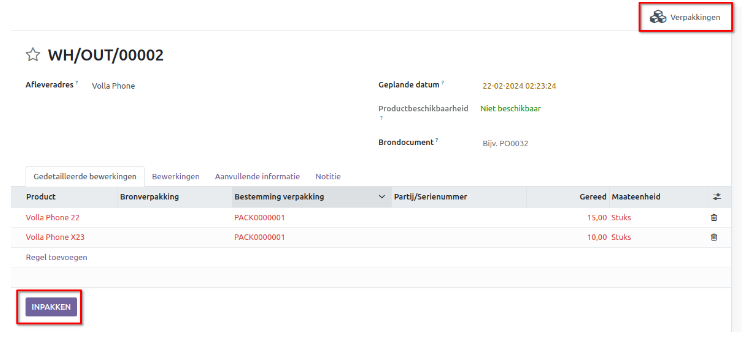 Verpakkingen
WH/OUT/00002
Afleveradres ? Volla Phone
Geplande datum ? 22-02-2024 02:23:24
Productbeschikbaarheid ? Niet beschikbaar
Brondocument ? Bijv. PO0032
Gedetailleerde bewerkingen Bewerkingen Aanvullende informatie Notitie
Product Bronverpakking Bestemming verpakking Partij/Serienummer Gereed Maateenheid
Volla Phone 22 PACK0000001 15,00 Stuks
Volla Phone X23 PACK0000001 10,00 Stuks
Regel toevoegen
INPAKKEN